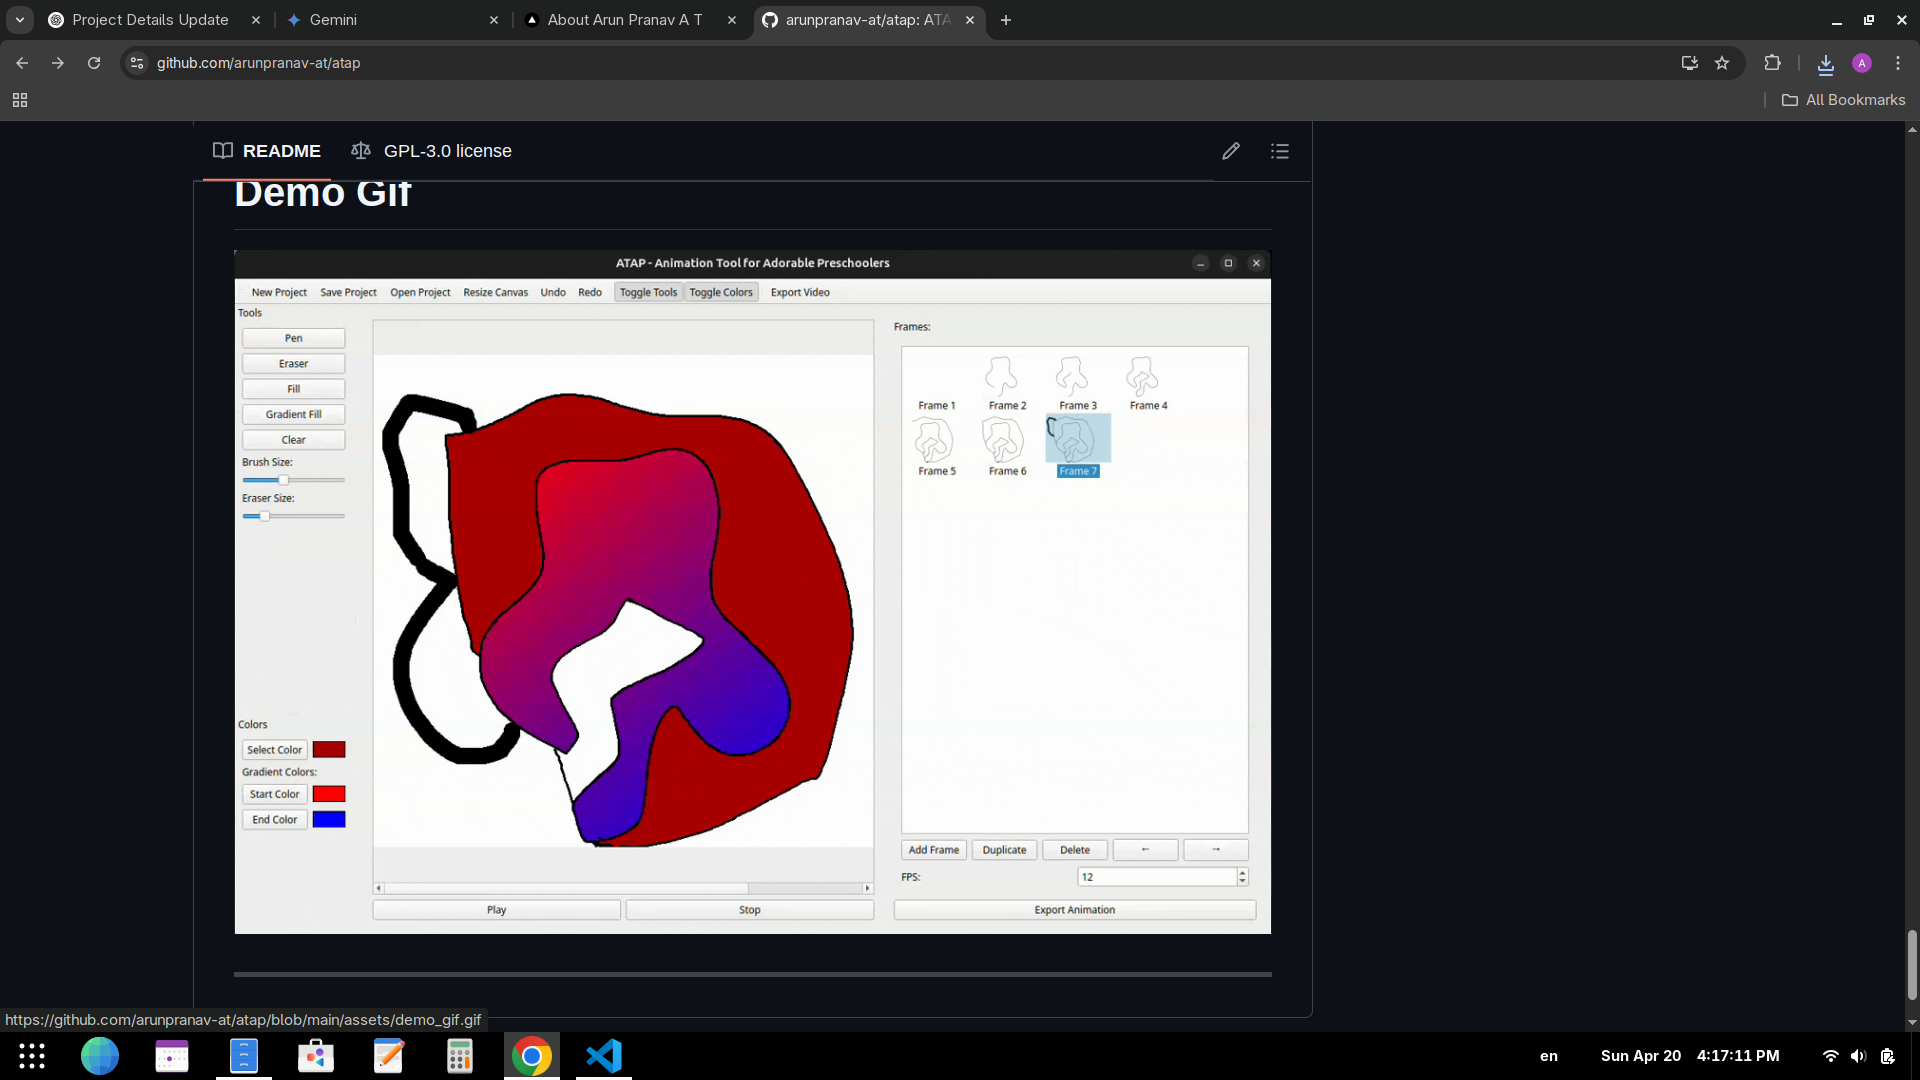 Project Details Update
Gemini
About Arun Pranav A T
arunpranav-at/atap: ATA
github.com/arunpranav-at/atap
A
All Bookmarks
README
GPL-3.0 license
Demo Gif
ATAP - Animation Tool for Adorable Preschoolers
New Project Save Project Open Project Resize Canvas Undo Redo Toggle Tools Toggle Colors Export Video
Tools
Pen
Eraser
Fill
Gradient Fill
Clear
Brush Size:
Eraser Size:
Colors
Select Color
Gradient Colors:
Start Color
End Color
Play
Stop
Frames:
Frame 1 Frame 2 Frame 3 Frame 4
Frame 5 Frame 6 Frame 7
Add Frame Duplicate Delete ← →
FPS: 12
Export Animation
https://github.com/arunpranav-at/atap/blob/main/assets/demo_gif.gif
en Sun Apr 20 4:17:11 PM